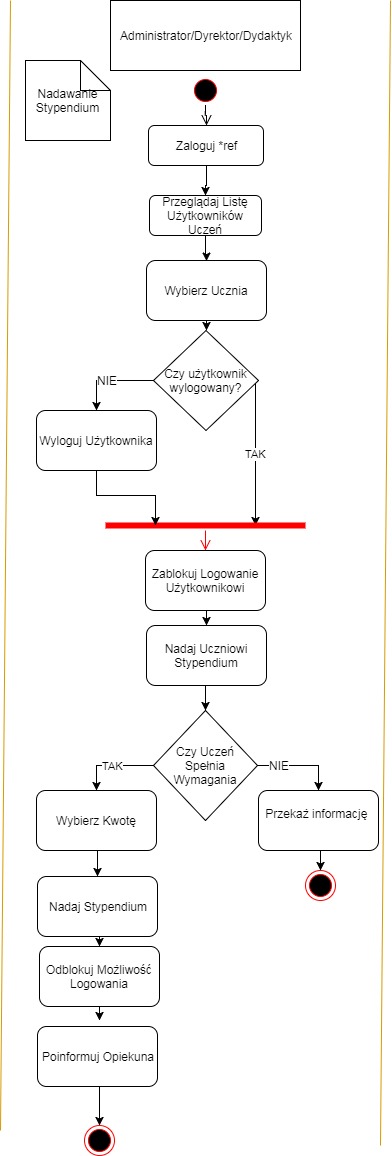 Administrator/Dyrektor/Dydaktyk
Nadawanie
Stypendium
Zaloguj *ref
Przeglądaj Listę
Użytkowników
Uczeń
Wybierz Ucznia
Czy użytkownik
wylogowany?
NIE
Wyloguj Użytkownika
TAK
Zablokuj Logowanie
Użytkownikowi
Nadaj Uczniowi
Stypendium
Czy Uczeń
Spełnia
Wymagania
TAK
NIE
Wybierz Kwotę
Przekaź informację
Nadaj Stypendium
Odblokuj Możliwość
Logowania
Poinformuj Opiekuna